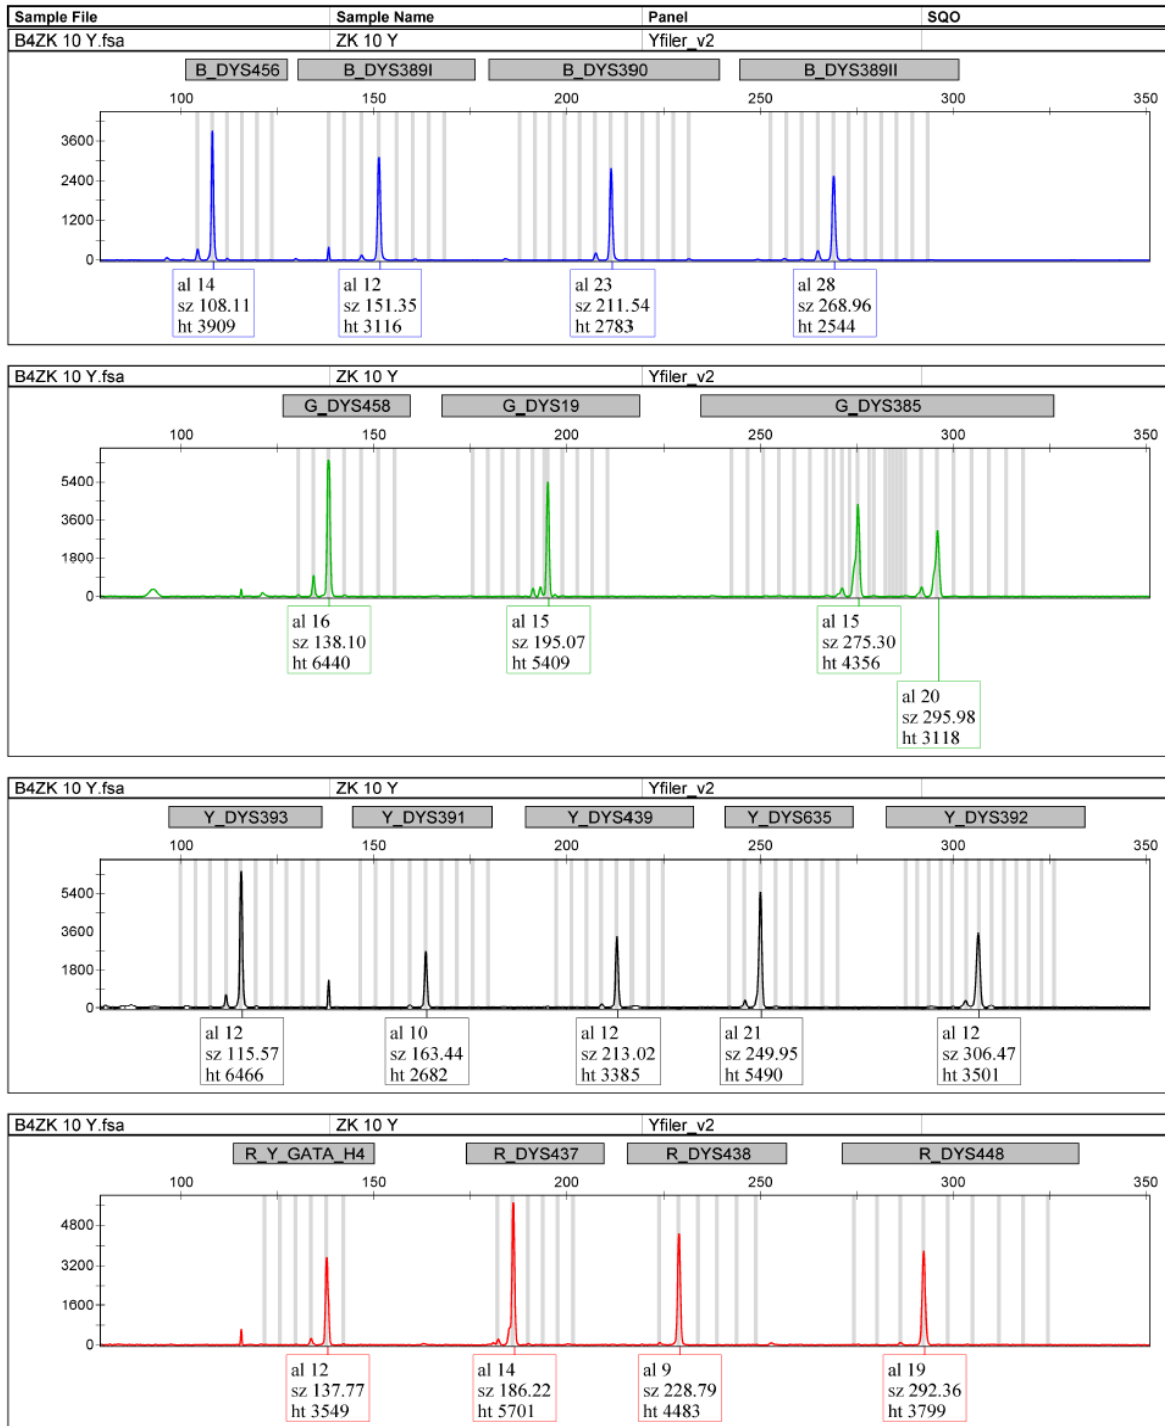 Sample File Sample Name Panel SQO
B4ZK 10 Y.fsa ZK 10 Y Yfiler_v2
B_DYS456 B_DYS389I B_DYS390 B_DYS389II
100 150 200 250 300 350
3600
2400
1200
0
al 14 al 12 al 23 al 28
sz 108.11 sz 151.35 sz 211.54 sz 268.96
ht 3909 ht 3116 ht 2783 ht 2544
B4ZK 10 Y.fsa ZK 10 Y Yfiler_v2
G_DYS458 G_DYS19 G_DYS385
100 150 200 250 300 350
5400
3600
1800
0
al 16 al 15 al 15
sz 138.10 sz 195.07 sz 275.30
ht 6440 ht 5409 ht 4356
al 20
sz 295.98
ht 3118
B4ZK 10 Y.fsa ZK 10 Y Yfiler_v2
Y_DYS393 Y_DYS391 Y_DYS439 Y_DYS635 Y_DYS392
100 150 200 250 300 350
5400
3600
1800
0
al 12 al 10 al 12 al 21 al 12
sz 115.57 sz 163.44 sz 213.02 sz 249.95 sz 306.47
ht 6466 ht 2682 ht 3385 ht 5490 ht 3501
B4ZK 10 Y.fsa ZK 10 Y Yfiler_v2
R_Y_GATA_H4 R_DYS437 R_DYS438 R_DYS448
100 150 200 250 300 350
4800
3200
1600
0
al 12 al 14 al 9 al 19
sz 137.77 sz 186.22 sz 228.79 sz 292.36
ht 3549 ht 5701 ht 4483 ht 3799